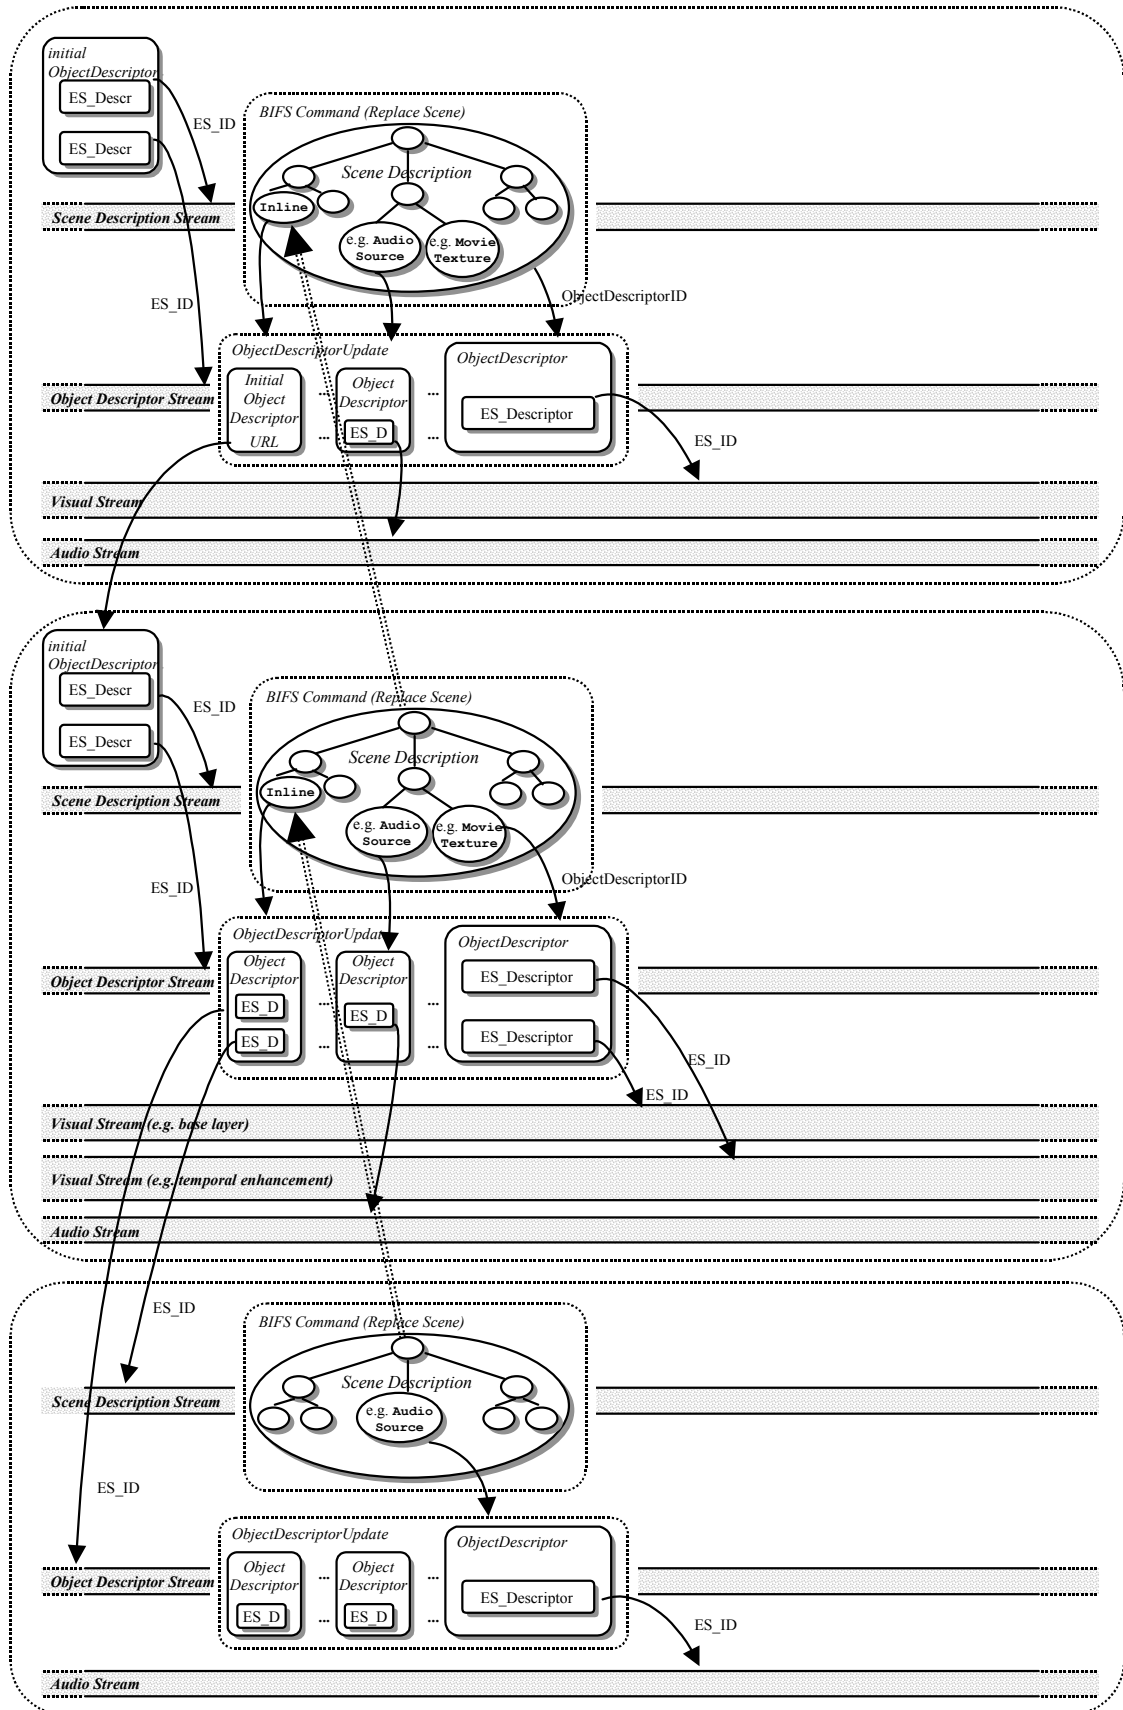 initial
ObjectDescriptor
ES_Descr
ES_Descr
ES_ID
BIFS Command (Replace Scene)
Scene Description
Inline
e.g. Audio
Source
e.g. Movie
Texture
Scene Description Stream
ES_ID
ObjectDescriptorID
ObjectDescriptorUpdate
Initial
Object
Descriptor
URL
...
...
Object
Descriptor
ES_D
...
...
ObjectDescriptor
ES_Descriptor
Object Descriptor Stream
ES_ID
Visual Stream
Audio Stream
initial
ObjectDescriptor
ES_Descr
ES_Descr
ES_ID
BIFS Command (Replace Scene)
Scene Description
Inline
e.g. Audio
Source
e.g. Movie
Texture
Scene Description Stream
ES_ID
ObjectDescriptorID
ObjectDescriptorUpdate
Object
Descriptor
ES_D
ES_D
...
...
Object
Descriptor
ES_D
...
...
ObjectDescriptor
ES_Descriptor
ES_Descriptor
Object Descriptor Stream
ES_ID
ES_ID
Visual Stream (e.g. base layer)
Visual Stream (e.g. temporal enhancement)
Audio Stream
ES_ID
BIFS Command (Replace Scene)
Scene Description
e.g. Audio
Source
Scene Description Stream
ES_ID
ObjectDescriptorUpdate
Object
Descriptor
ES_D
...
...
Object
Descriptor
ES_D
...
...
ObjectDescriptor
ES_Descriptor
Object Descriptor Stream
ES_ID
Audio Stream